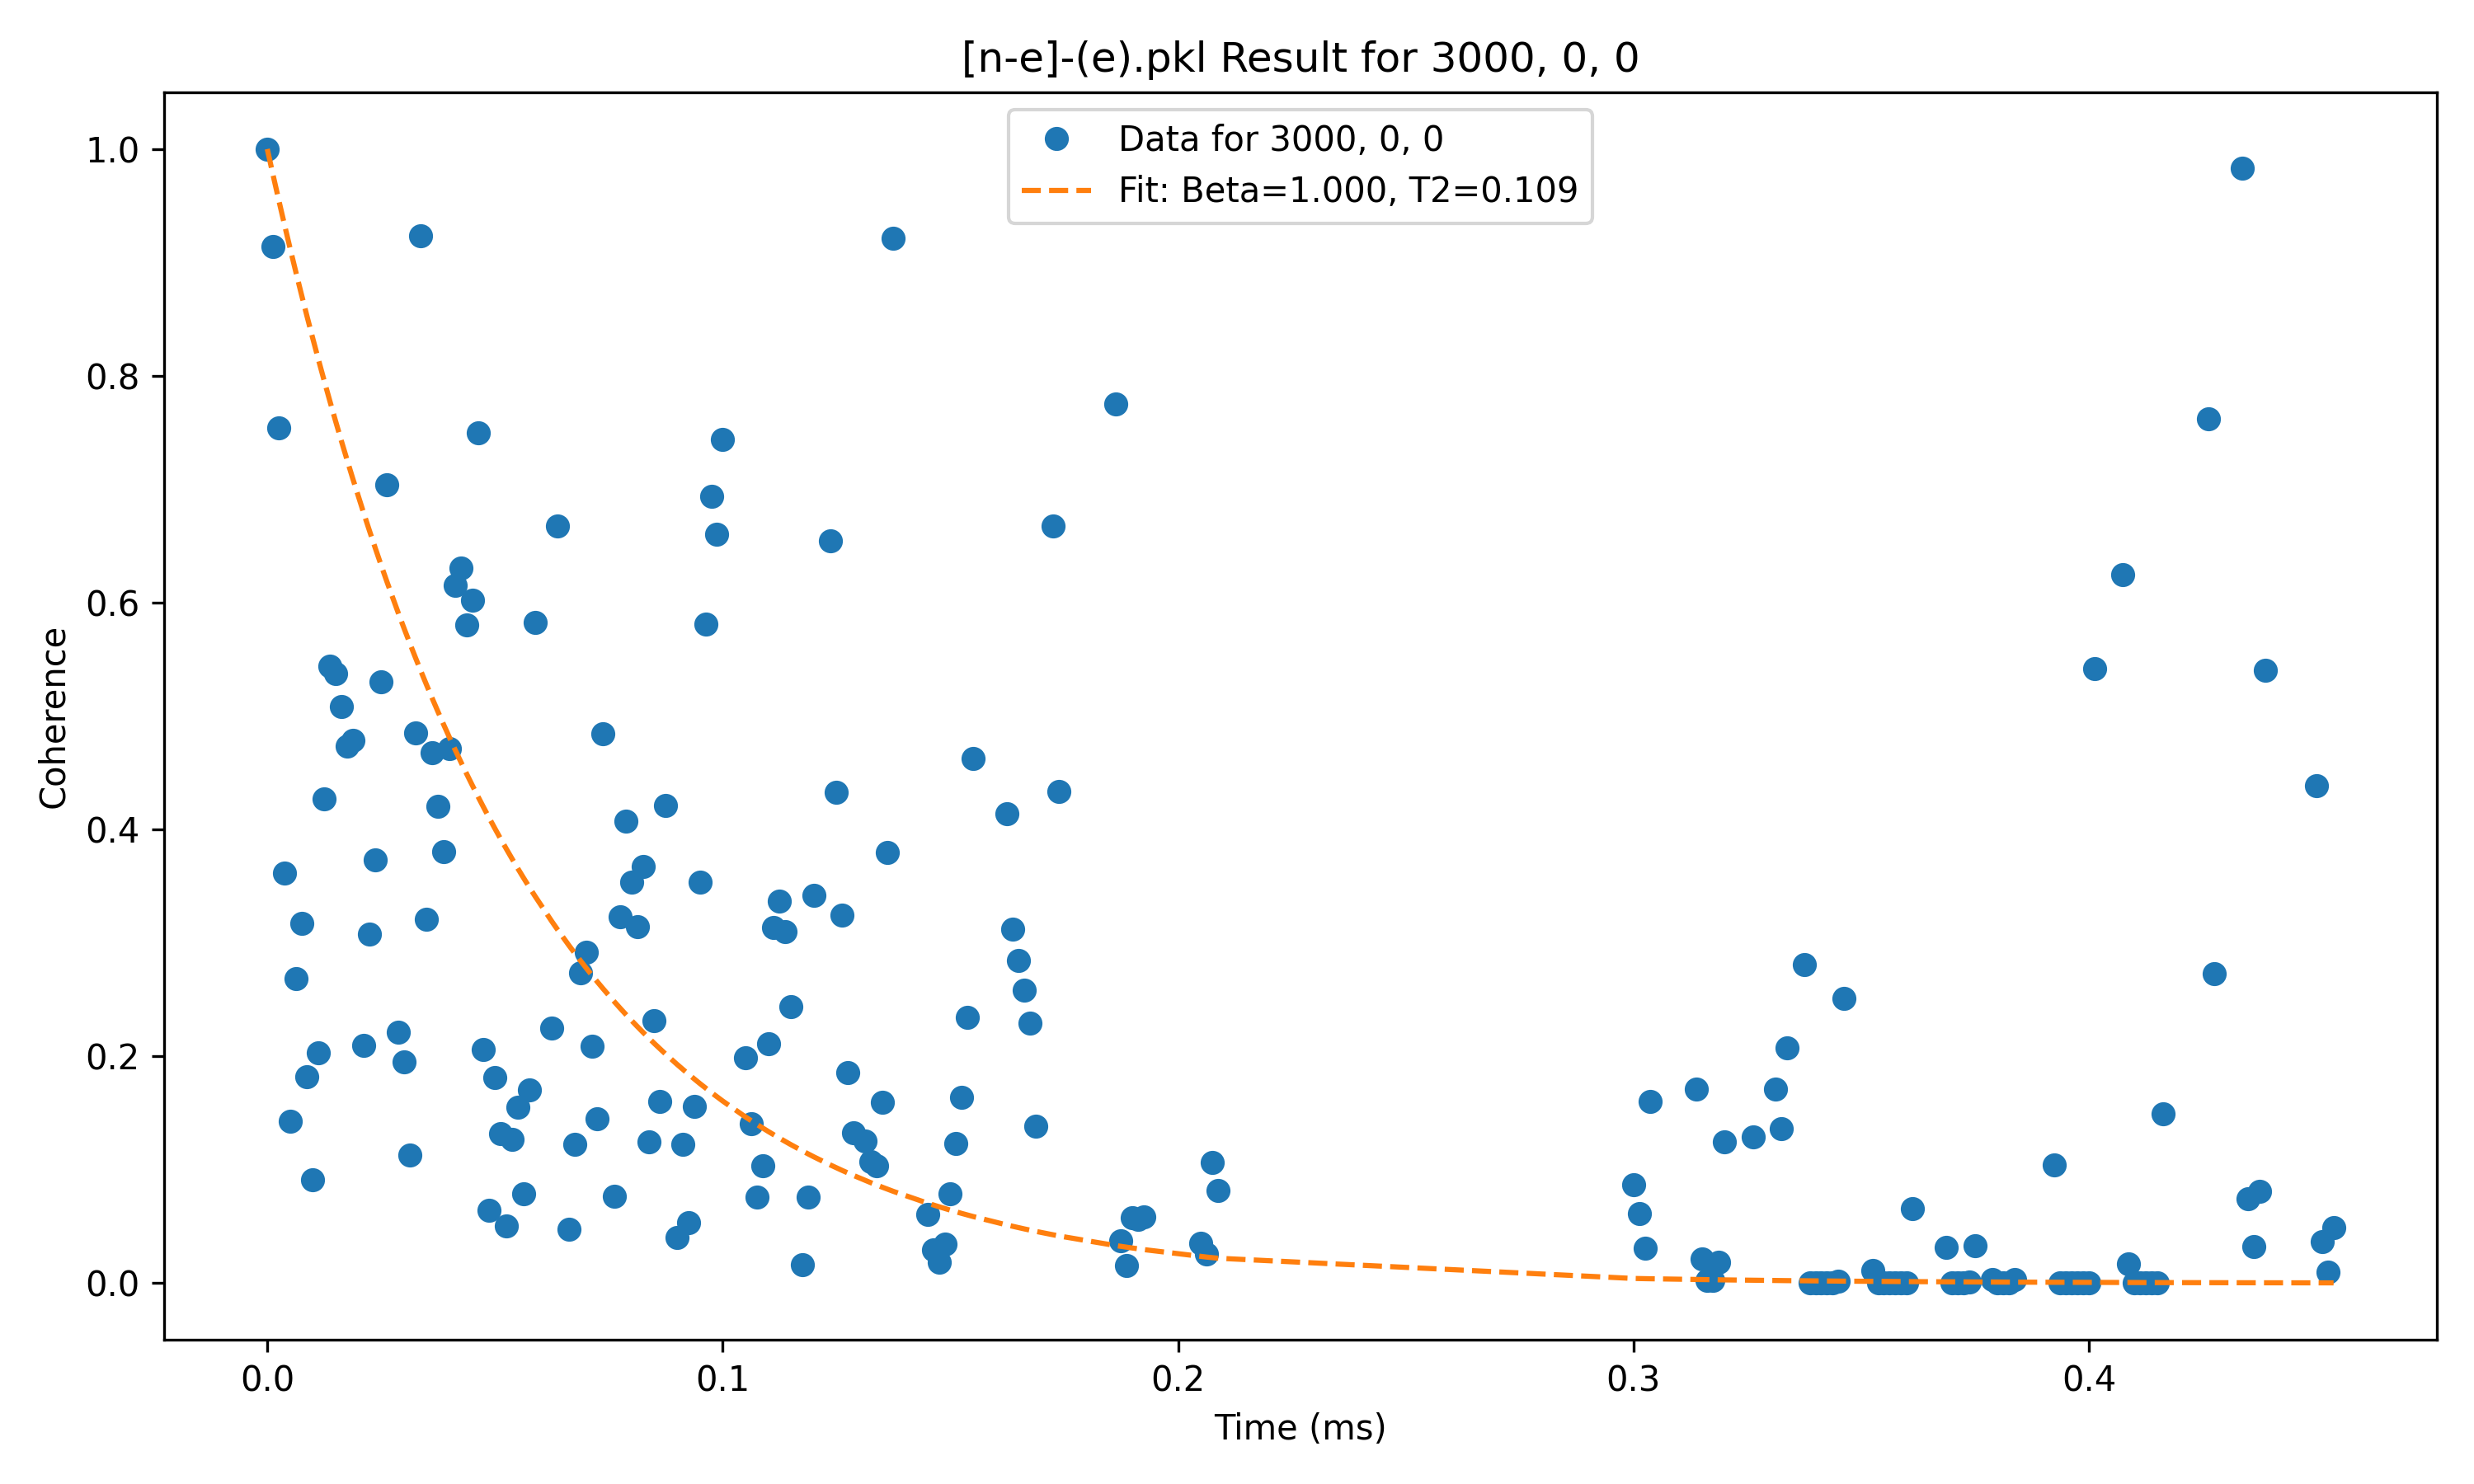 [n-e]-(e).pkl Result for 3000, 0, 0
Data for 3000, 0, 0
Fit: Beta=1.000, T2=0.109
Coherence
1.0
0.8
0.6
0.4
0.2
0.0
0.0 0.1 0.2 0.3 0.4
Time (ms)